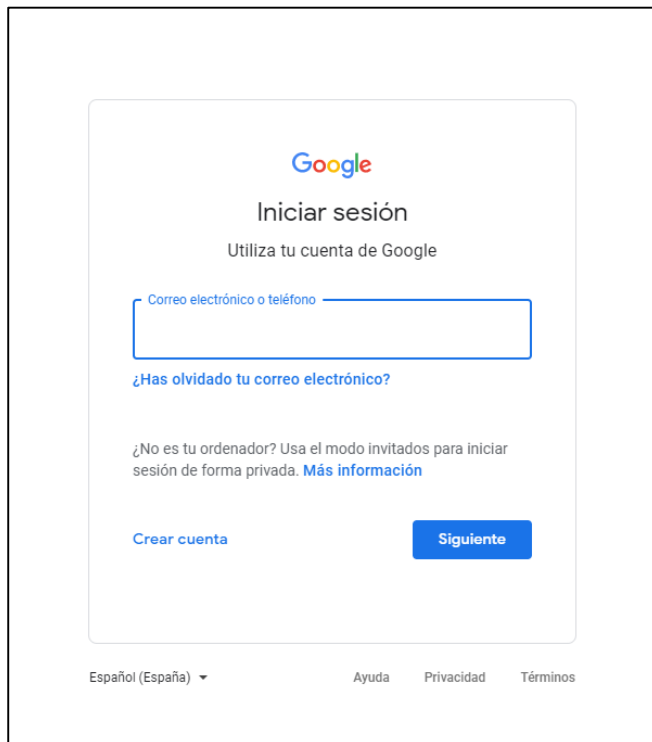 Google
Iniciar sesión
Utiliza tu cuenta de Google
Correo electrónico o teléfono
¿Has olvidado tu correo electrónico?
¿No es tu ordenador? Usa el modo invitados para iniciar
sesión de forma privada. Más información
Crear cuenta Siguiente
Español (España) Ayuda Privacidad Términos